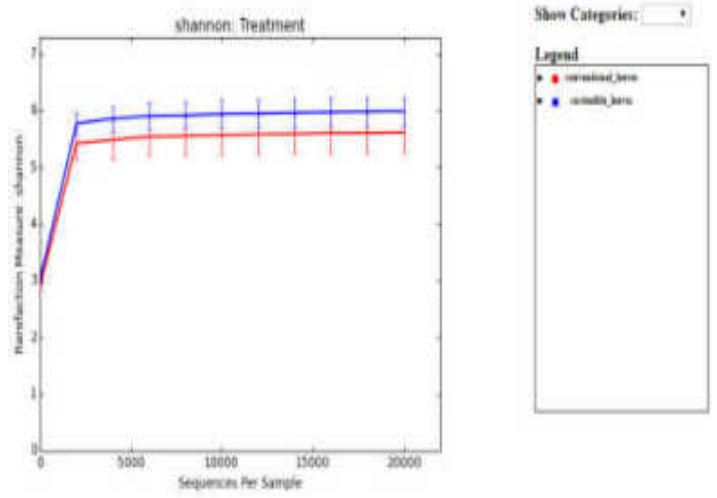 shannon: Treatment
Show Categories:
Legend
7
6
5
4
3
2
1
0
Rarefaction Measure: shannon
0 5000 10000 15000 20000
Sequences Per Sample